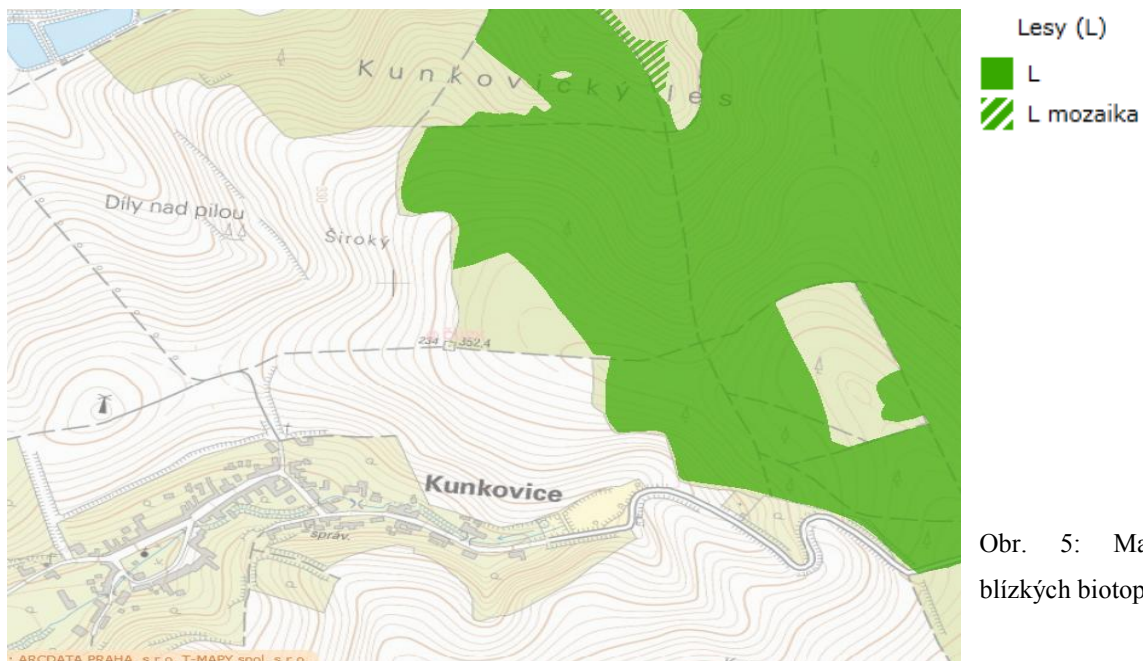 Lesy (L)
L
L mozaika
Kunkovický les
Díly nad pilou
Široký
330
234 352,4
Kunkovice
správ.
Obr. 5: Ma
blízkých biotop
: ARCDATA PRAHA, s.r.o. T-MAPY spol. s r.o.